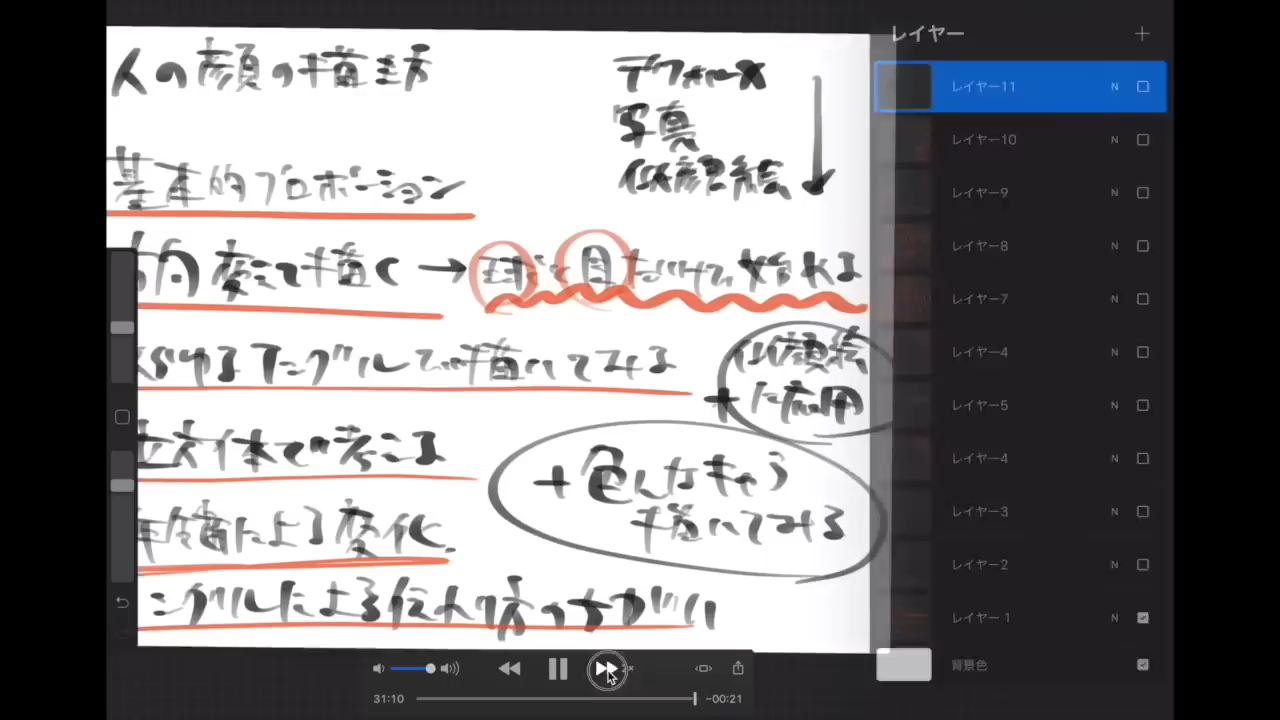 人の顔の描き方
デフォルメ
写真
似顔絵
基本的プロポーション
方向変えて描く→球と目だけで始める
らゆるアングルで描いてみる
似顔絵
+に応用
立方体で考える
+色んなキャラ
描いてみる
年齢による変化
ングルによる伝え方のちがい
レイヤー
レイヤー11 N
レイヤー10 N
レイヤー9 N
レイヤー8 N
レイヤー7 N
レイヤー4 N
レイヤー5 N
レイヤー4 N
レイヤー3 N
レイヤー2 N
レイヤー 1 N
背景色
2×
31:10
-00:21